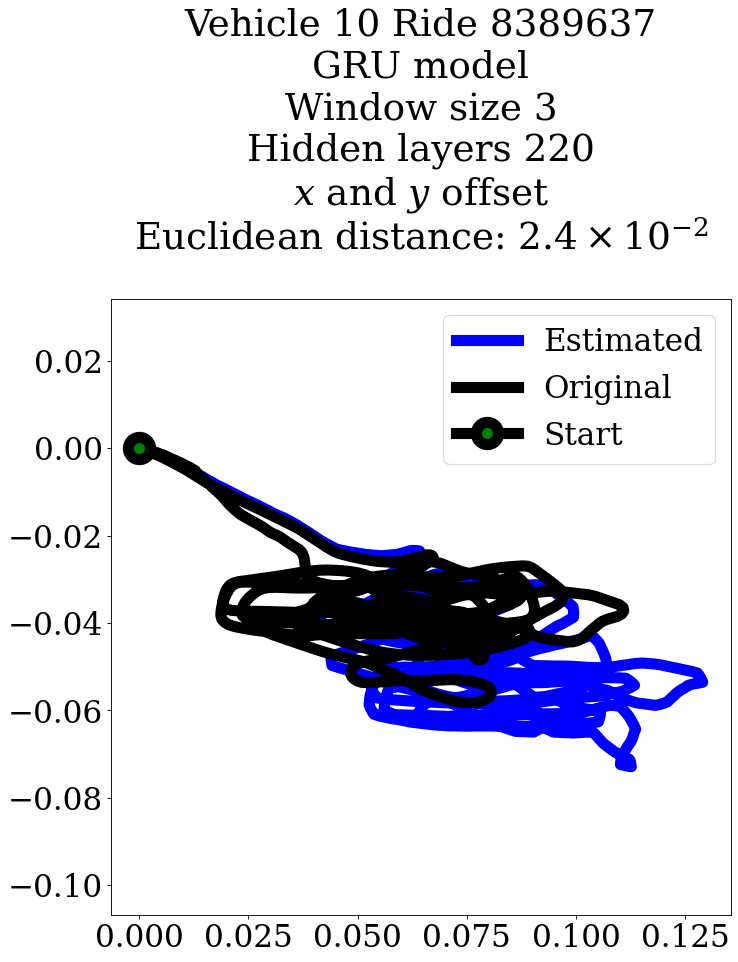 Vehicle 10 Ride 8389637
GRU model
Window size 3
Hidden layers 220
x and y offset
Euclidean distance: 2.4 × 10⁻²
Estimated
Original
Start
0.02
0.00
−0.02
−0.04
−0.06
−0.08
−0.10
0.000 0.025 0.050 0.075 0.100 0.125